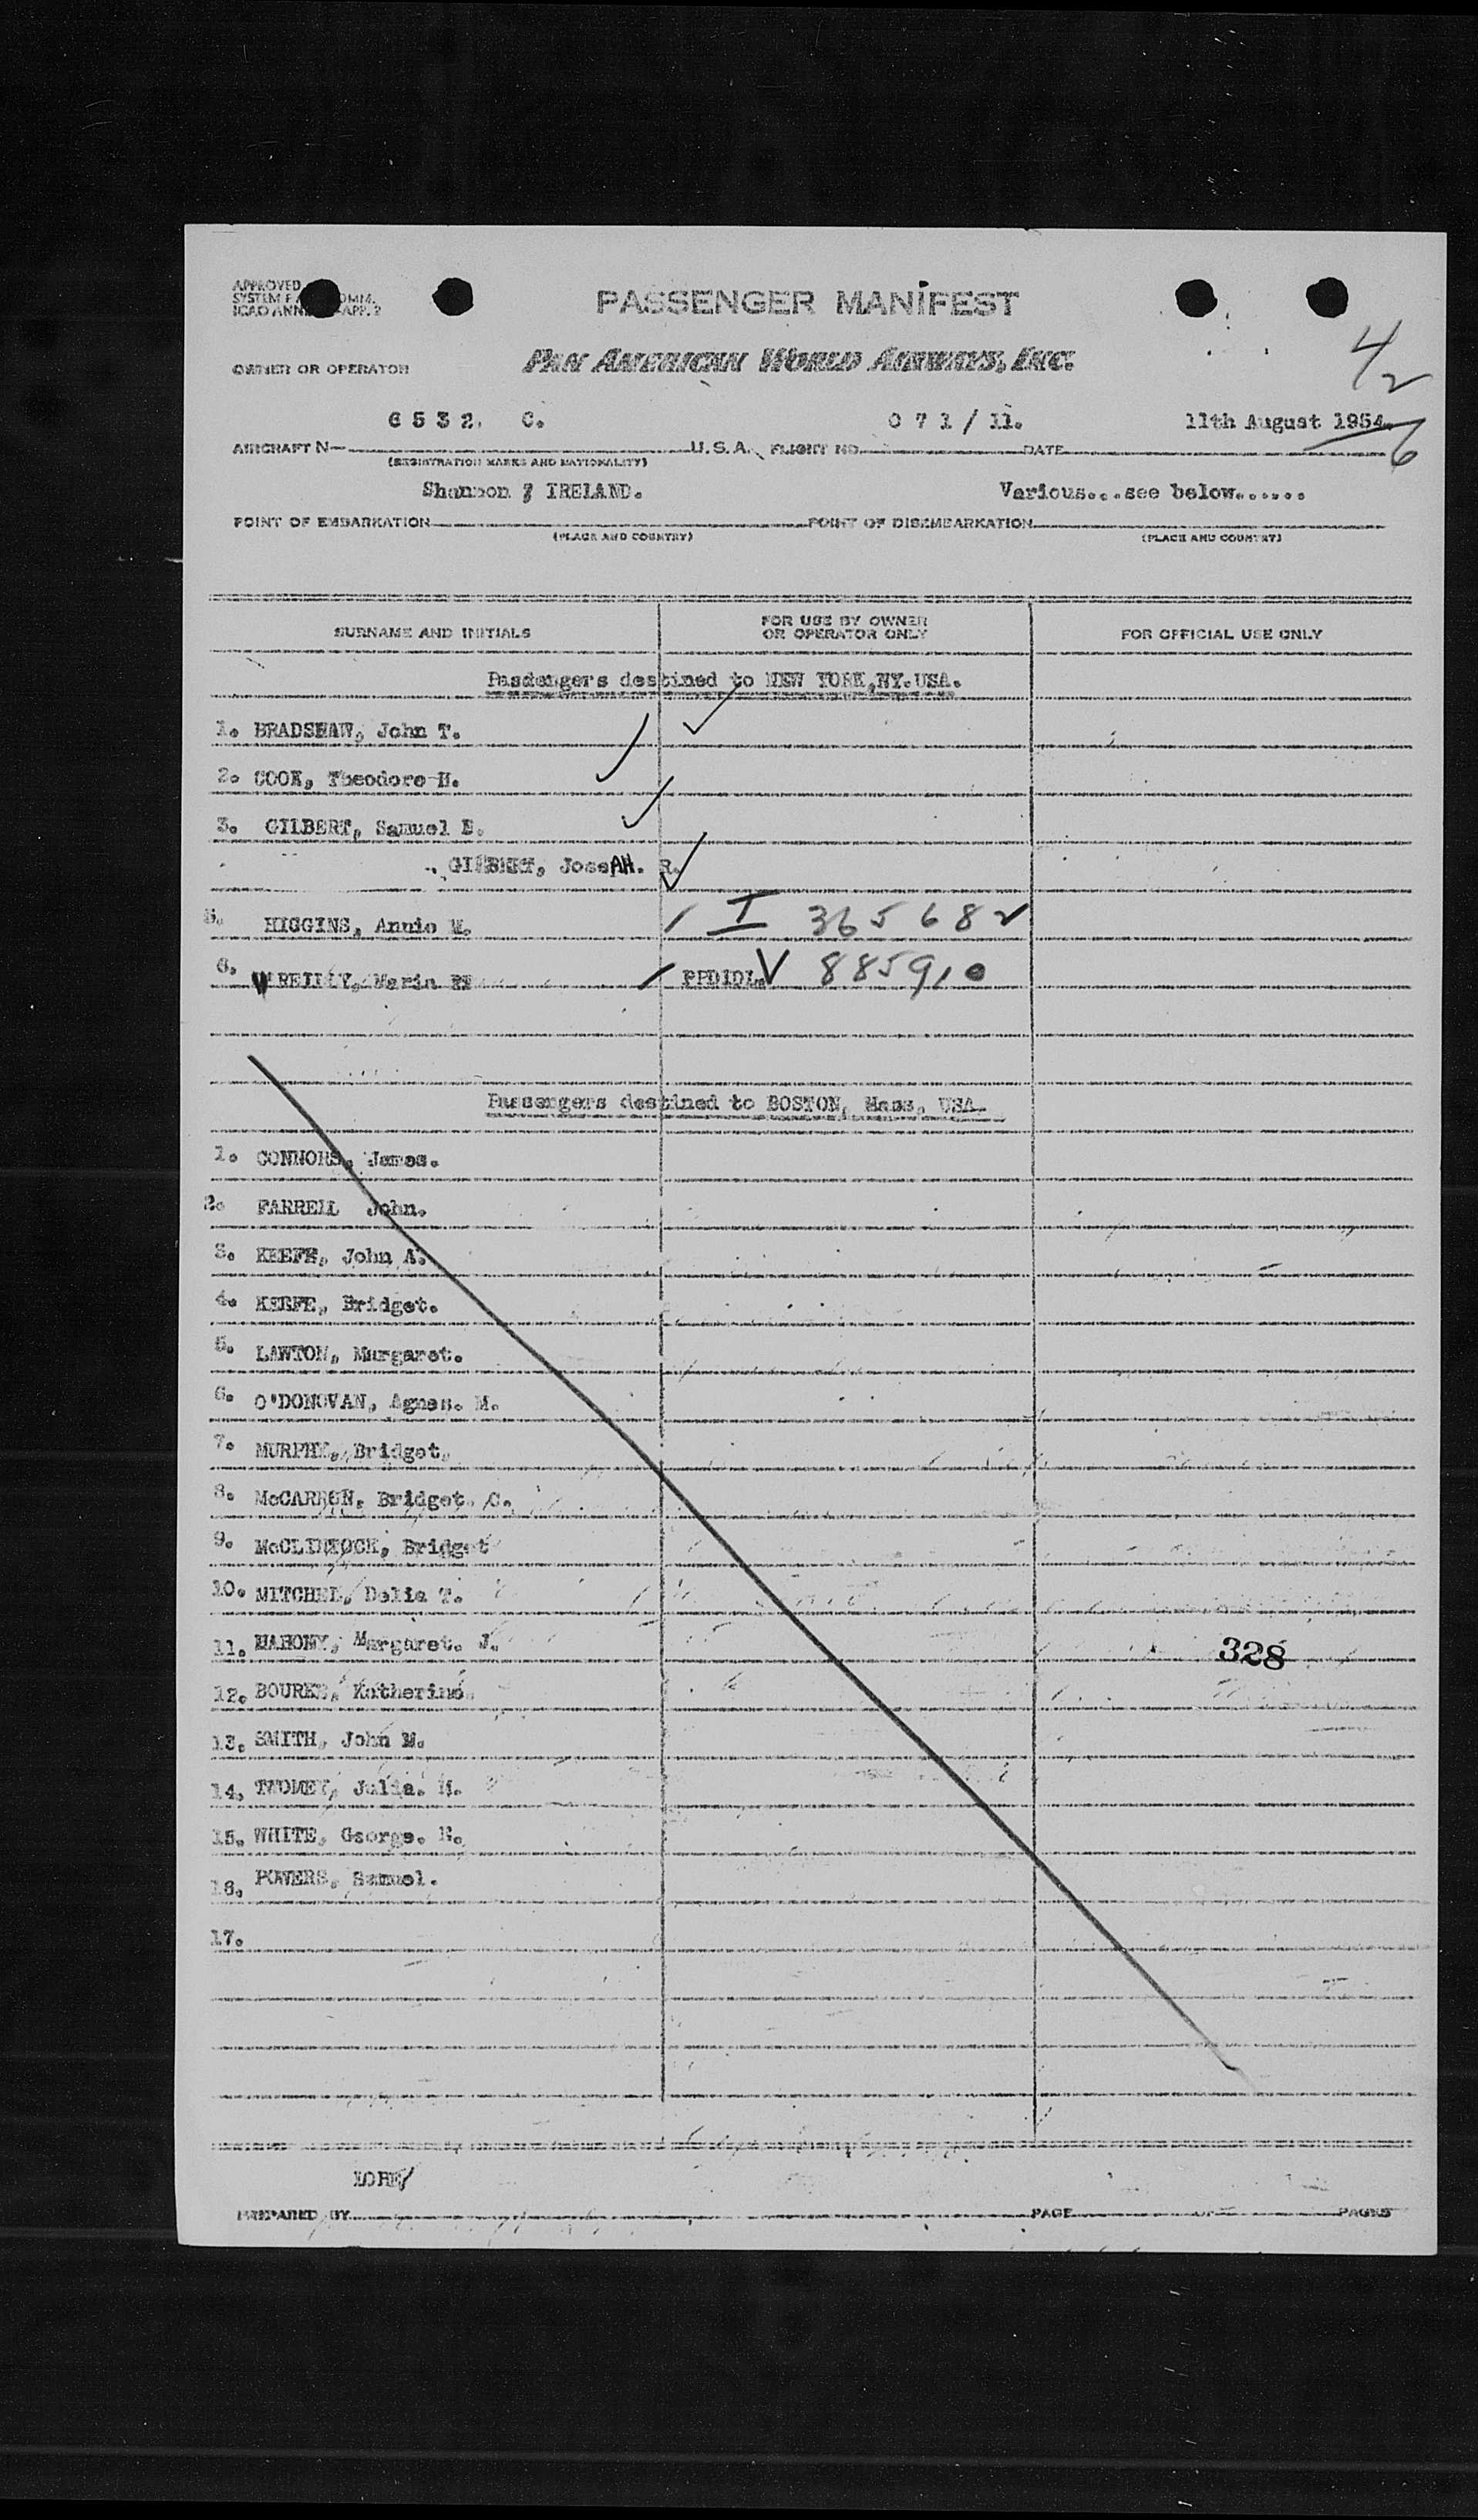 APPROVED
PASSENGER MANIFEST
4
2
6
OWNER OR OPERATOR PAN AMERICAN WORLD AIRWAYS, INC.
6532. C. 071/11. 11th August 1954.
AIRCRAFT N— U.S.A. FLIGHT NO. DATE
(REGISTRATION MARKS AND NATIONALITY)
Shannon , IRELAND. Various...see below......
POINT OF EMBARKATION POINT OF DISEMBARKATION
(PLACE AND COUNTRY) (PLACE AND COUNTRY)
SURNAME AND INITIALS FOR USE BY OWNER OR OPERATOR ONLY FOR OFFICIAL USE ONLY
Passengers destined to NEW YORK,NY.USA.
1. BRADSHAW, John T.
2. COOK, Theodore H.
3. GILBERT, Samuel E.
GILBERT, JoseAH. R.
5. HIGGINS, Annie M. I 365682
6. REILLY, Maria 885910
Passengers destined to BOSTON, Mass, USA.
1. CONNORS, James.
2. FARRELL John.
3. KEEFE, John A.
4. KEEFE, Bridget.
5. LAWTON, Margaret.
6. O'DONOVAN, Agnes. M.
7. MURPHY, Bridget.
8. McCARRON, Bridget. C.
9. McCLINTOCK, Bridget
10. MITCHEL, Delia T.
11. MAHONY, Margaret. J. 328
12. BOURKE, Katherine.
13. SMITH, John M.
14. TWOMEY, Julia. M.
15. WHITE, George. R.
16. POWERS, Samuel.
17.
PREPARED BY PAGE OF PAGES